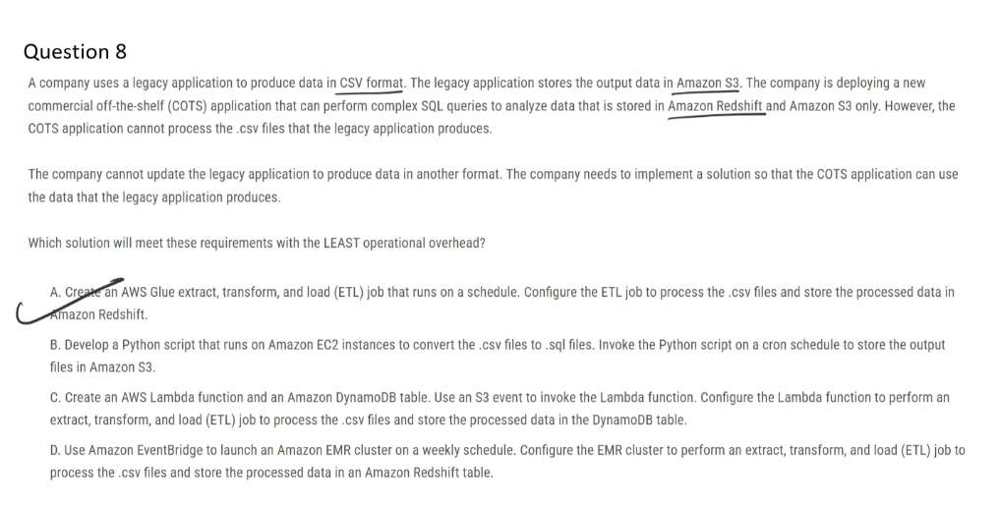 Question 8
A company uses a legacy application to produce data in CSV format. The legacy application stores the output data in Amazon S3. The company is deploying a new
commercial off-the-shelf (COTS) application that can perform complex SQL queries to analyze data that is stored in Amazon Redshift and Amazon S3 only. However, the
COTS application cannot process the .csv files that the legacy application produces.
The company cannot update the legacy application to produce data in another format. The company needs to implement a solution so that the COTS application can use
the data that the legacy application produces.
Which solution will meet these requirements with the LEAST operational overhead?
A. Create an AWS Glue extract, transform, and load (ETL) job that runs on a schedule. Configure the ETL job to process the .csv files and store the processed data in
Amazon Redshift.
B. Develop a Python script that runs on Amazon EC2 instances to convert the .csv files to .sql files. Invoke the Python script on a cron schedule to store the output
files in Amazon S3.
C. Create an AWS Lambda function and an Amazon DynamoDB table. Use an S3 event to invoke the Lambda function. Configure the Lambda function to perform an
extract, transform, and load (ETL) job to process the .csv files and store the processed data in the DynamoDB table.
D. Use Amazon EventBridge to launch an Amazon EMR cluster on a weekly schedule. Configure the EMR cluster to perform an extract, transform, and load (ETL) job to
process the .csv files and store the processed data in an Amazon Redshift table.